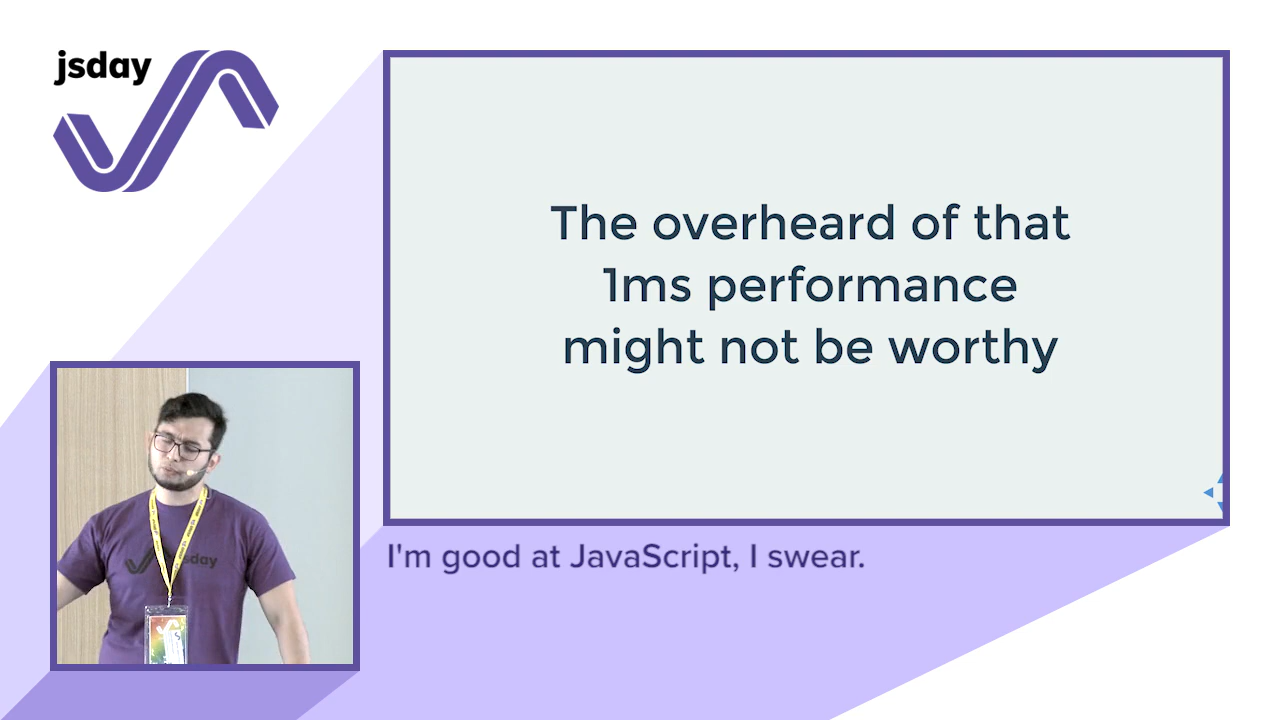 jsday
The overheard of that
1ms performance
might not be worthy
I'm good at JavaScript, I swear.
jsday